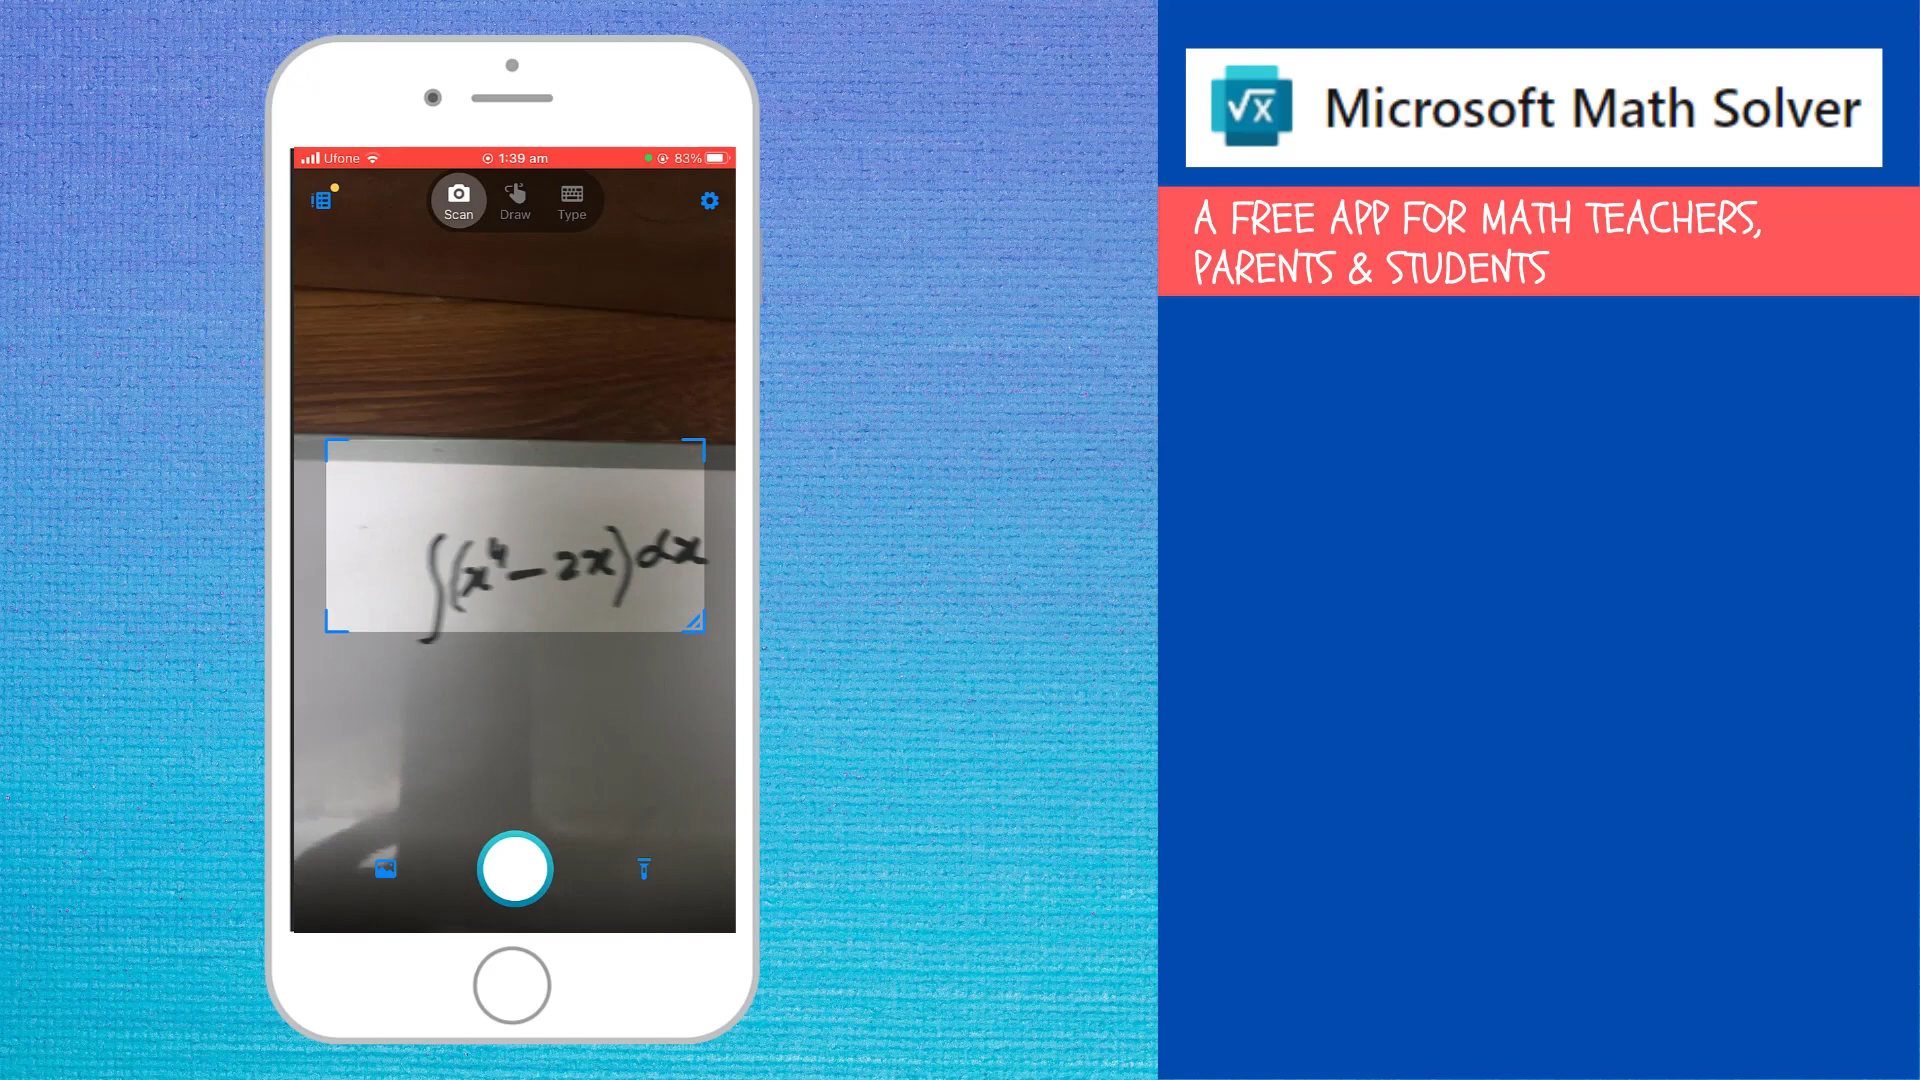 Ufone 1:39 am 83%
Scan Draw Type
∫(x⁴ − 2x) dx
√x Microsoft Math Solver
A FREE APP FOR MATH TEACHERS,
PARENTS & STUDENTS